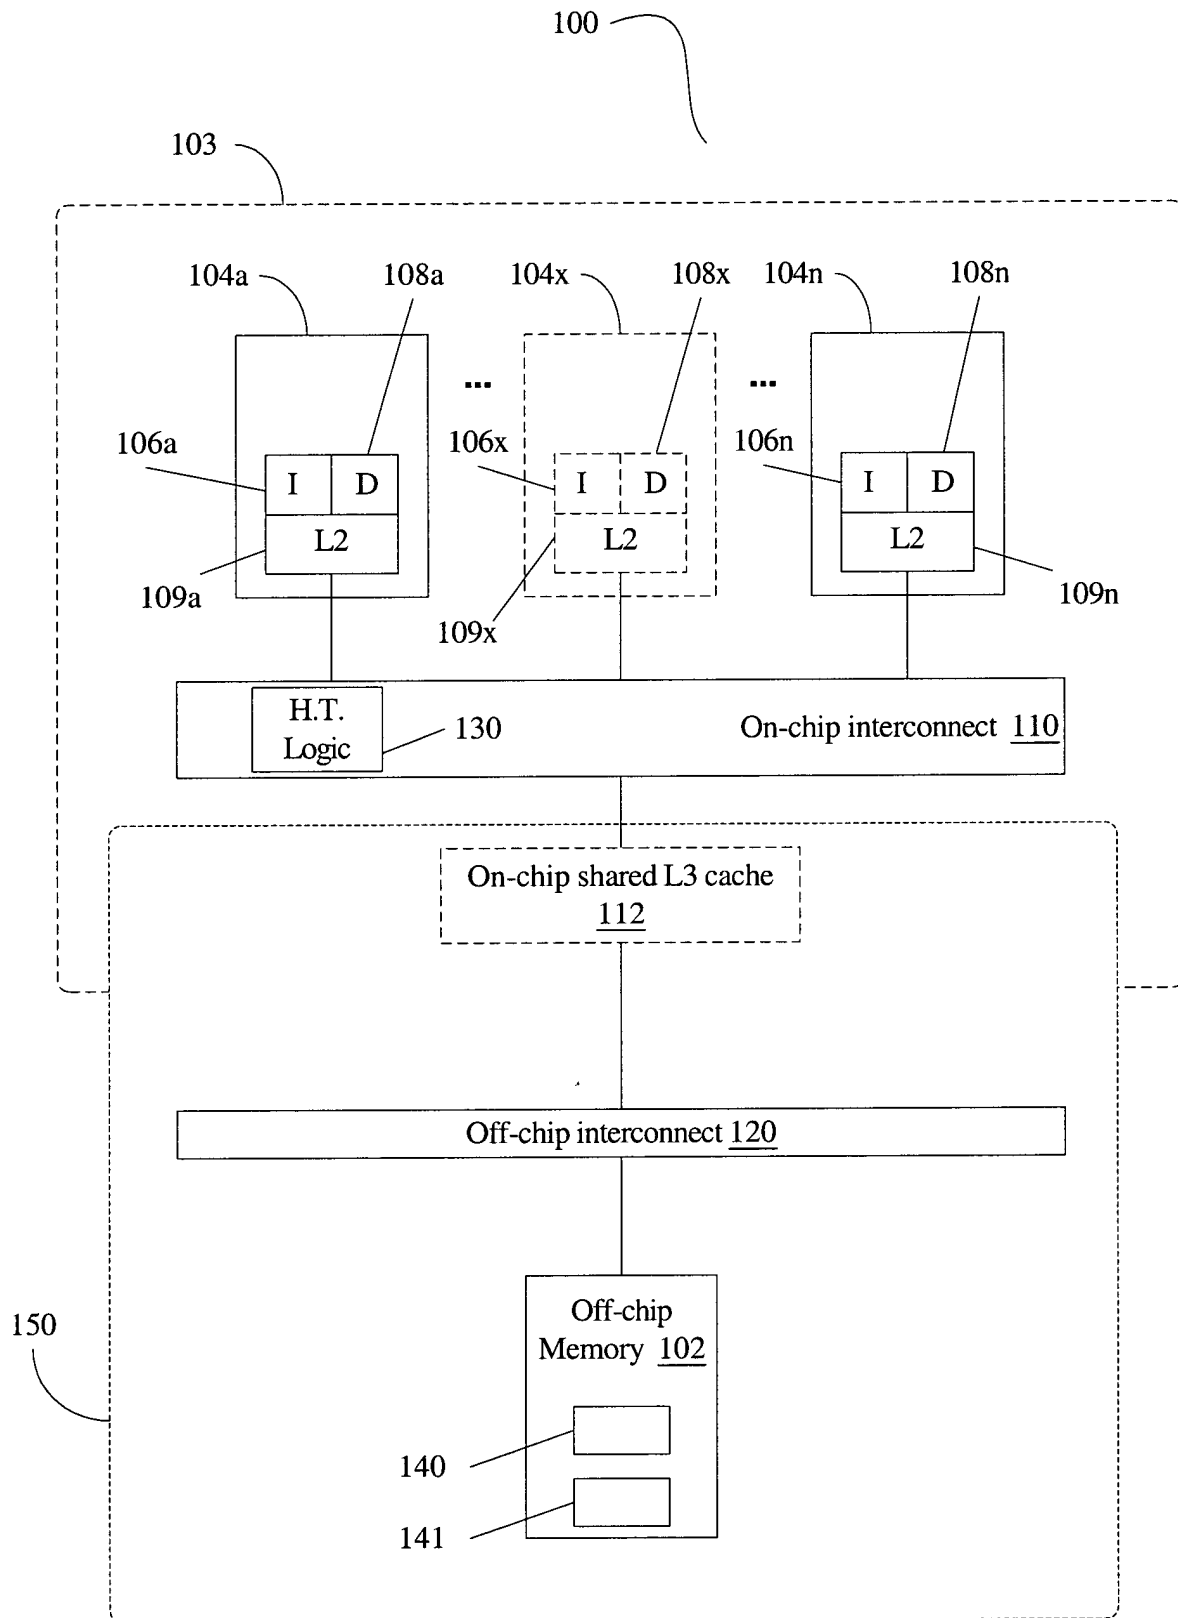 100
103
104a 108a 104x 108x 104n 108n
... ...
106a 106x 106n
I D I D I D
L2 L2 L2
109a 109x 109n
H.T.
Logic
130
On-chip interconnect 110
On-chip shared L3 cache
112
Off-chip interconnect 120
Off-chip
Memory 102
150
140
141